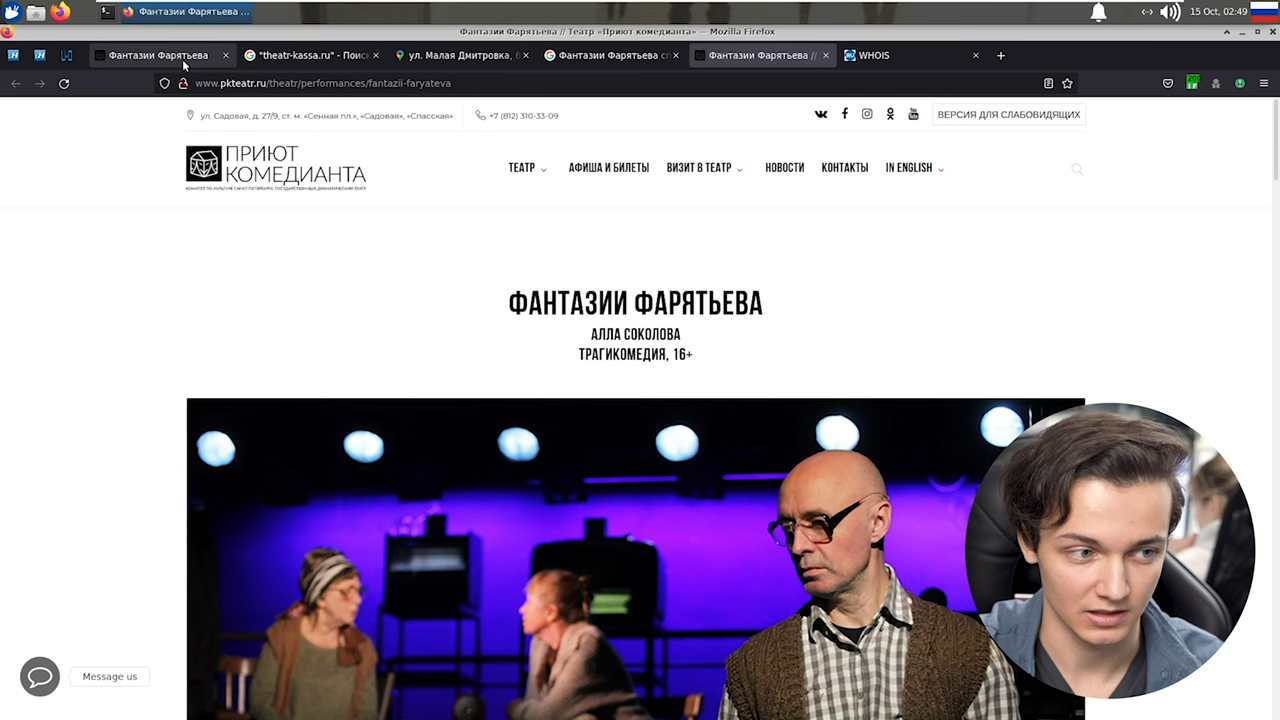 Фантазии Фарятьева ...
15 Oct, 02:49
Фантазии Фарятьева // Театр «Приют комедианта» — Mozilla Firefox
Фантазии Фарятьева
"theatr-kassa.ru" - Поиск
ул. Малая Дмитровка, 6
Фантазии Фарятьева сп
Фантазии Фарятьева //
WHOIS
www.pkteatr.ru/theatr/performances/fantazii-faryateva
ул. Садовая, д. 27/9, ст. м. «Сенная пл.», «Садовая», «Спасская»
+7 (812) 310-33-09
ВЕРСИЯ ДЛЯ СЛАБОВИДЯЩИХ
ПРИЮТ
КОМЕДИАНТА
КОМИТЕТ ПО КУЛЬТУРЕ САНКТ-ПЕТЕРБУРГА. ГОСУДАРСТВЕННЫЙ ДРАМАТИЧЕСКИЙ ТЕАТР
ТЕАТР
АФИША И БИЛЕТЫ
ВИЗИТ В ТЕАТР
НОВОСТИ
КОНТАКТЫ
IN ENGLISH
ФАНТАЗИИ ФАРЯТЬЕВА
АЛЛА СОКОЛОВА
ТРАГИКОМЕДИЯ, 16+
Message us